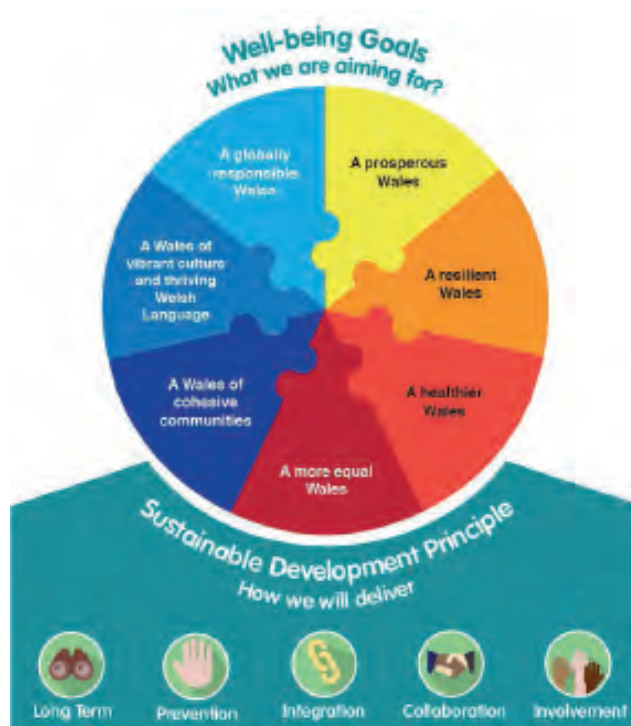 Well-being Goals
What we are aiming for?
A globally
responsible
Wales
A prosperous
Wales
A Wales of
vibrant culture
and thriving
Welsh
Language
A resilient
Wales
A Wales of
cohesive
communities
A healthier
Wales
A more equal
Wales
Sustainable Development Principle
How we will deliver
Long Term
Prevention
Integration
Collaboration
Involvement